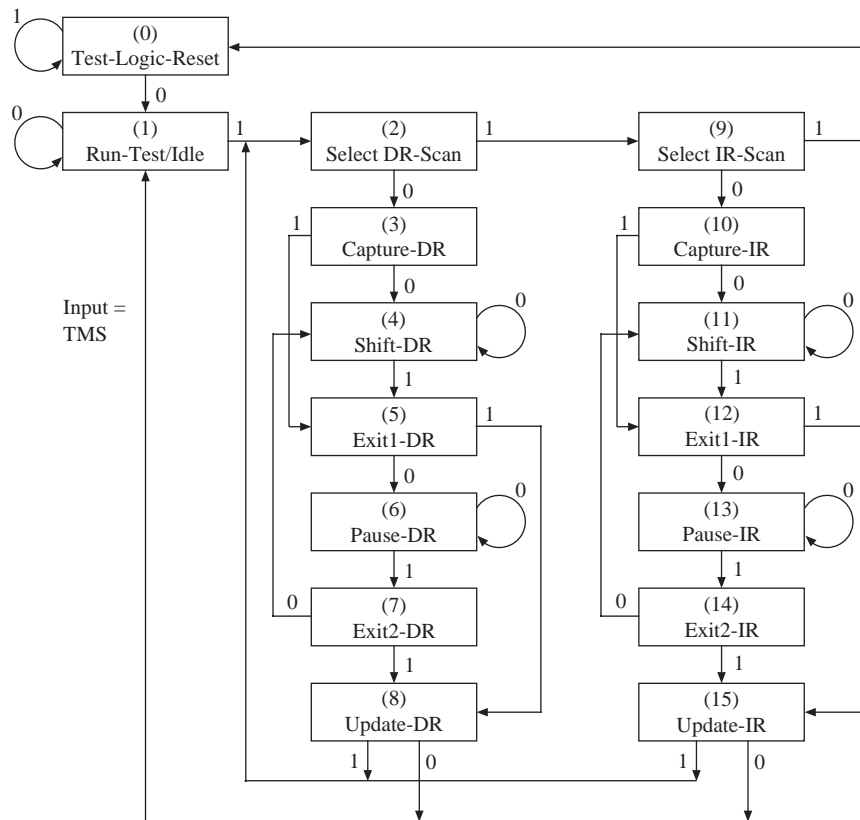 1
(0)
Test-Logic-Reset
0
0
(1)
Run-Test/Idle
1
(2)
Select DR-Scan
1
(9)
Select IR-Scan
1
0
0
1
(3)
Capture-DR
1
(10)
Capture-IR
0
0
Input =
TMS
(4)
Shift-DR
0
(11)
Shift-IR
0
1
1
(5)
Exit1-DR
1
(12)
Exit1-IR
1
0
0
(6)
Pause-DR
0
(13)
Pause-IR
0
1
1
0
(7)
Exit2-DR
0
(14)
Exit2-IR
1
1
(8)
Update-DR
(15)
Update-IR
1
0
1
0